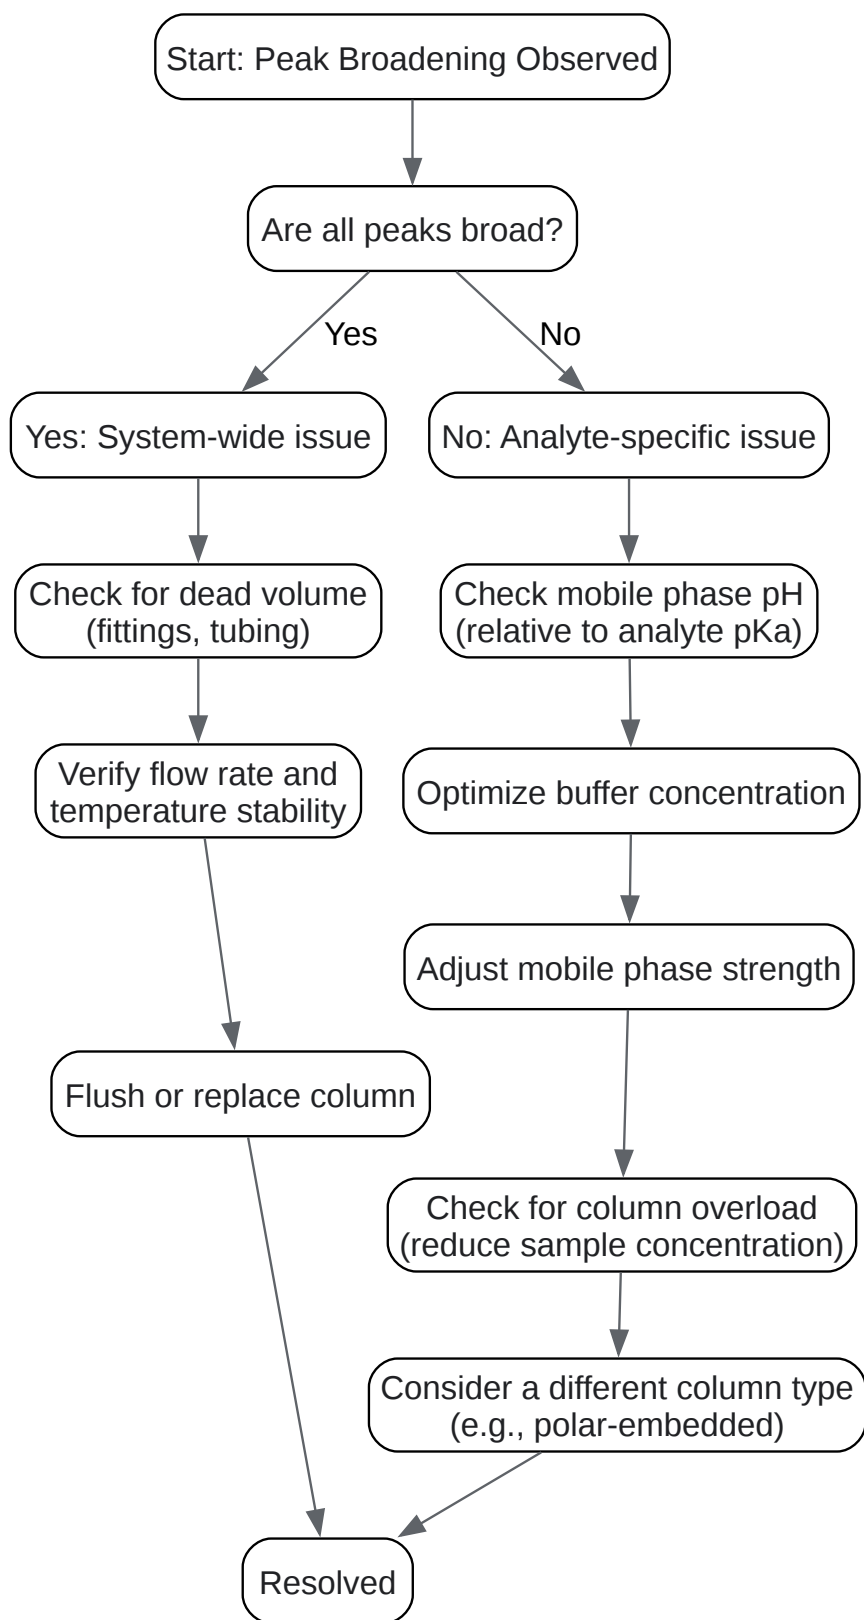 Start: Peak Broadening Observed
Are all peaks broad?
Yes
No
Yes: System-wide issue
No: Analyte-specific issue
Check for dead volume
(fittings, tubing)
Check mobile phase pH
(relative to analyte pKa)
Verify flow rate and
temperature stability
Optimize buffer concentration
Adjust mobile phase strength
Flush or replace column
Check for column overload
(reduce sample concentration)
Consider a different column type
(e.g., polar-embedded)
Resolved